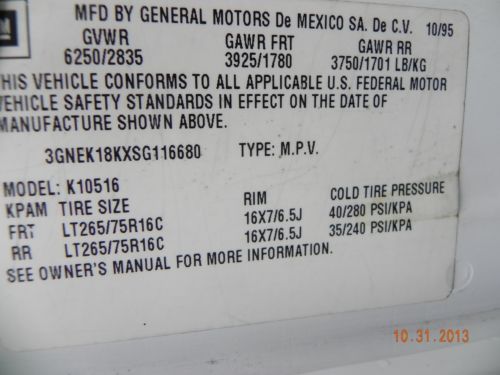 GM
MFD BY GENERAL MOTORS De MEXICO SA. De C.V. 10/95
GVWR GAWR FRT GAWR RR
6250/2835 3925/1780 3750/1701 LB/KG
THIS VEHICLE CONFORMS TO ALL APPLICABLE U.S. FEDERAL MOTOR
VEHICLE SAFETY STANDARDS IN EFFECT ON THE DATE OF
MANUFACTURE SHOWN ABOVE.
3GNEK18KXSG116680 TYPE: M.P.V.
MODEL: K10516
KPAM TIRE SIZE RIM COLD TIRE PRESSURE
FRT LT265/75R16C 16X7/6.5J 40/280 PSI/KPA
RR LT265/75R16C 16X7/6.5J 35/240 PSI/KPA
SEE OWNER'S MANUAL FOR MORE INFORMATION.
10.31.2013